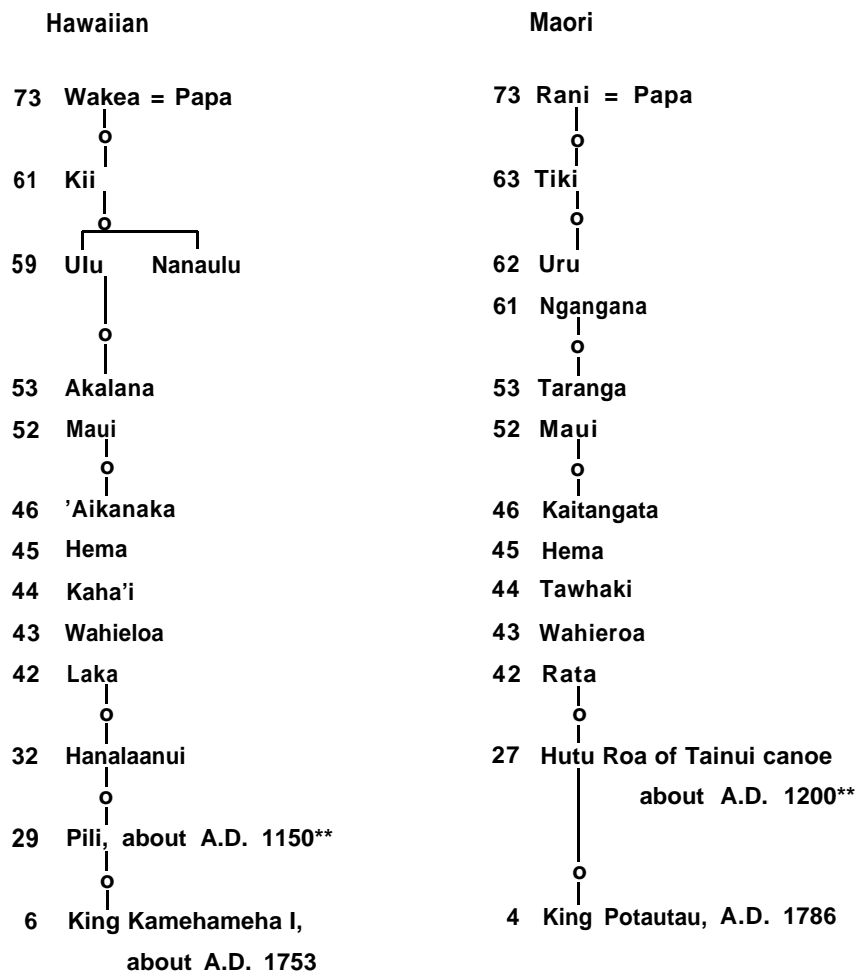 Hawaiian
73 Wakea = Papa
o
61 Kii
o
59 Ulu Nanaulu
o
53 Akalana
52 Maui
o
46 'Aikanaka
45 Hema
44 Kaha'i
43 Wahieloa
42 Laka
o
32 Hanalaanui
o
29 Pili, about A.D. 1150**
o
6 King Kamehameha I,
about A.D. 1753
Maori
73 Rani = Papa
o
63 Tiki
o
62 Uru
61 Ngangana
o
53 Taranga
52 Maui
o
46 Kaitangata
45 Hema
44 Tawhaki
43 Wahieroa
42 Rata
o
27 Hutu Roa of Tainui canoe
about A.D. 1200**
o
4 King Potautau, A.D. 1786